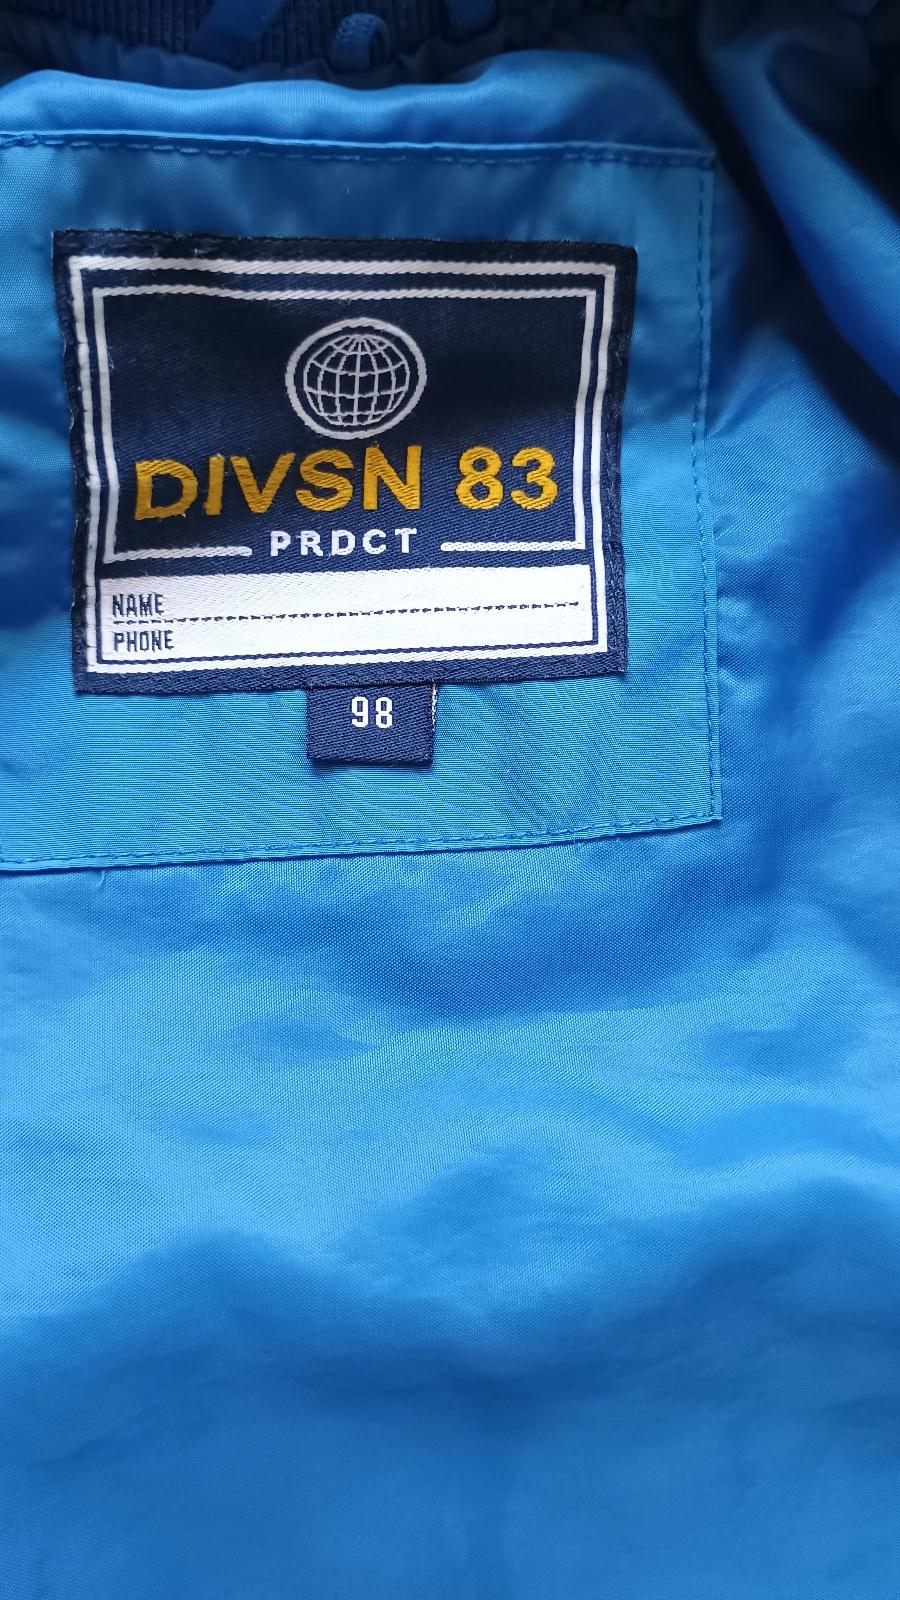 DIVSN 83
PRDCT
NAME
PHONE
98